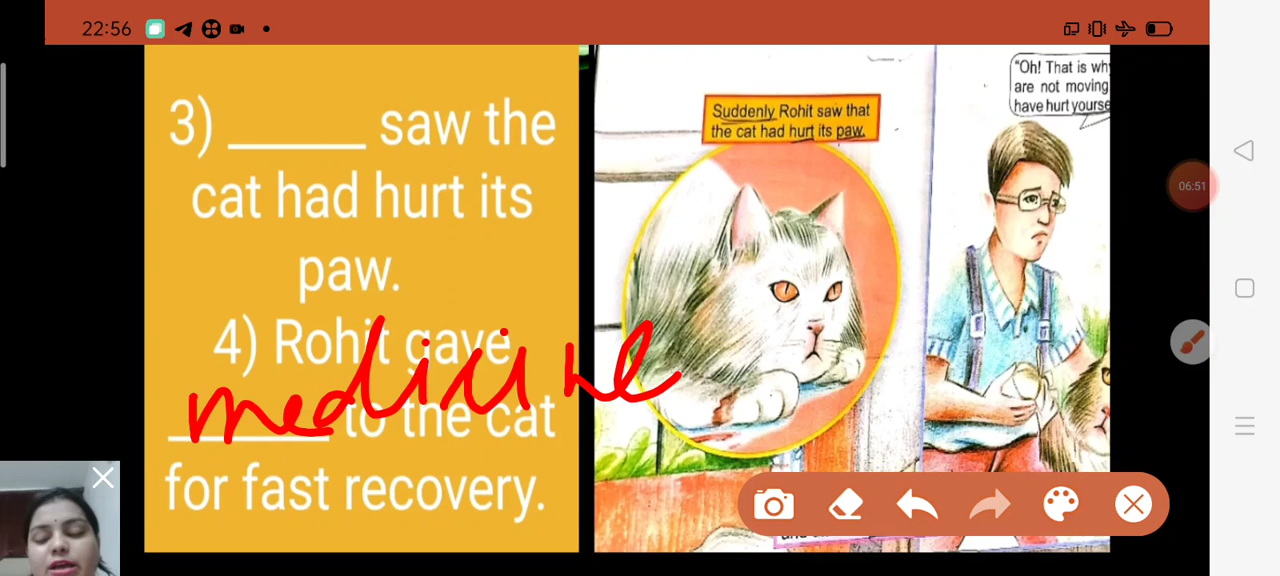 22:56
3) ______ saw the
cat had hurt its
paw.
4) Rohit gave
medicine
______ to the cat
for fast recovery.
Suddenly Rohit saw that
the cat had hurt its paw.
"Oh! That is why
are not moving
have hurt yourse
06:51